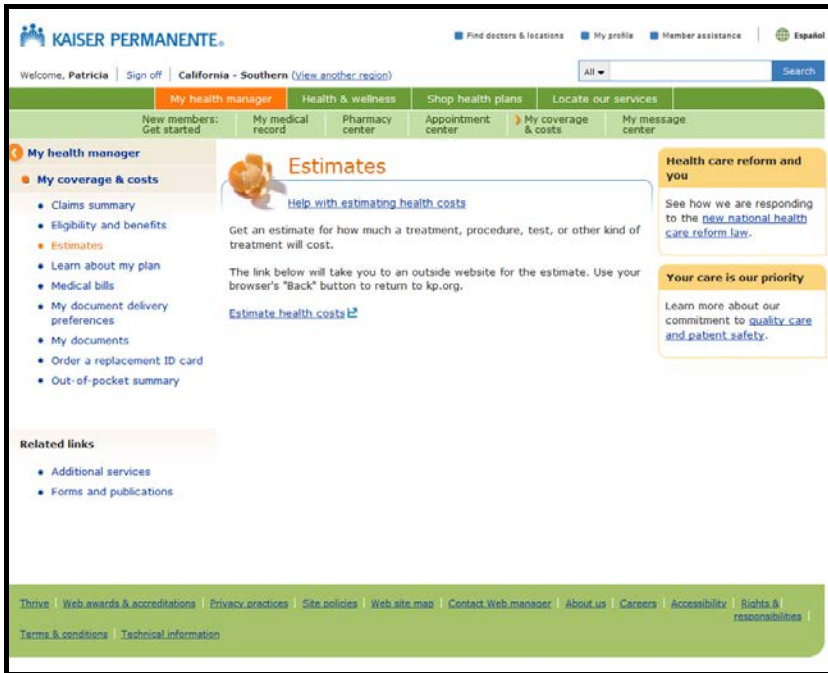 KAISER PERMANENTE®
Find doctors & locations My profile Member assistance Español
Welcome, Patricia Sign off California - Southern (View another region)
All Search
My health manager Health & wellness Shop health plans Locate our services
New members: Get started My medical record Pharmacy center Appointment center My coverage & costs My message center
My health manager
My coverage & costs
Claims summary
Eligibility and benefits
Estimates
Learn about my plan
Medical bills
My document delivery
preferences
My documents
Order a replacement ID card
Out-of-pocket summary
Related links
Additional services
Forms and publications
Estimates
Help with estimating health costs
Get an estimate for how much a treatment, procedure, test, or other kind of
treatment will cost.
The link below will take you to an outside website for the estimate. Use your
browser's "Back" button to return to kp.org.
Estimate health costs
Health care reform and
you
See how we are responding
to the new national health
care reform law.
Your care is our priority
Learn more about our
commitment to quality care
and patient safety.
Thrive Web awards & accreditations Privacy practices Site policies Web site map Contact Web manager About us Careers Accessibility Rights &
responsibilities
Terms & conditions Technical information